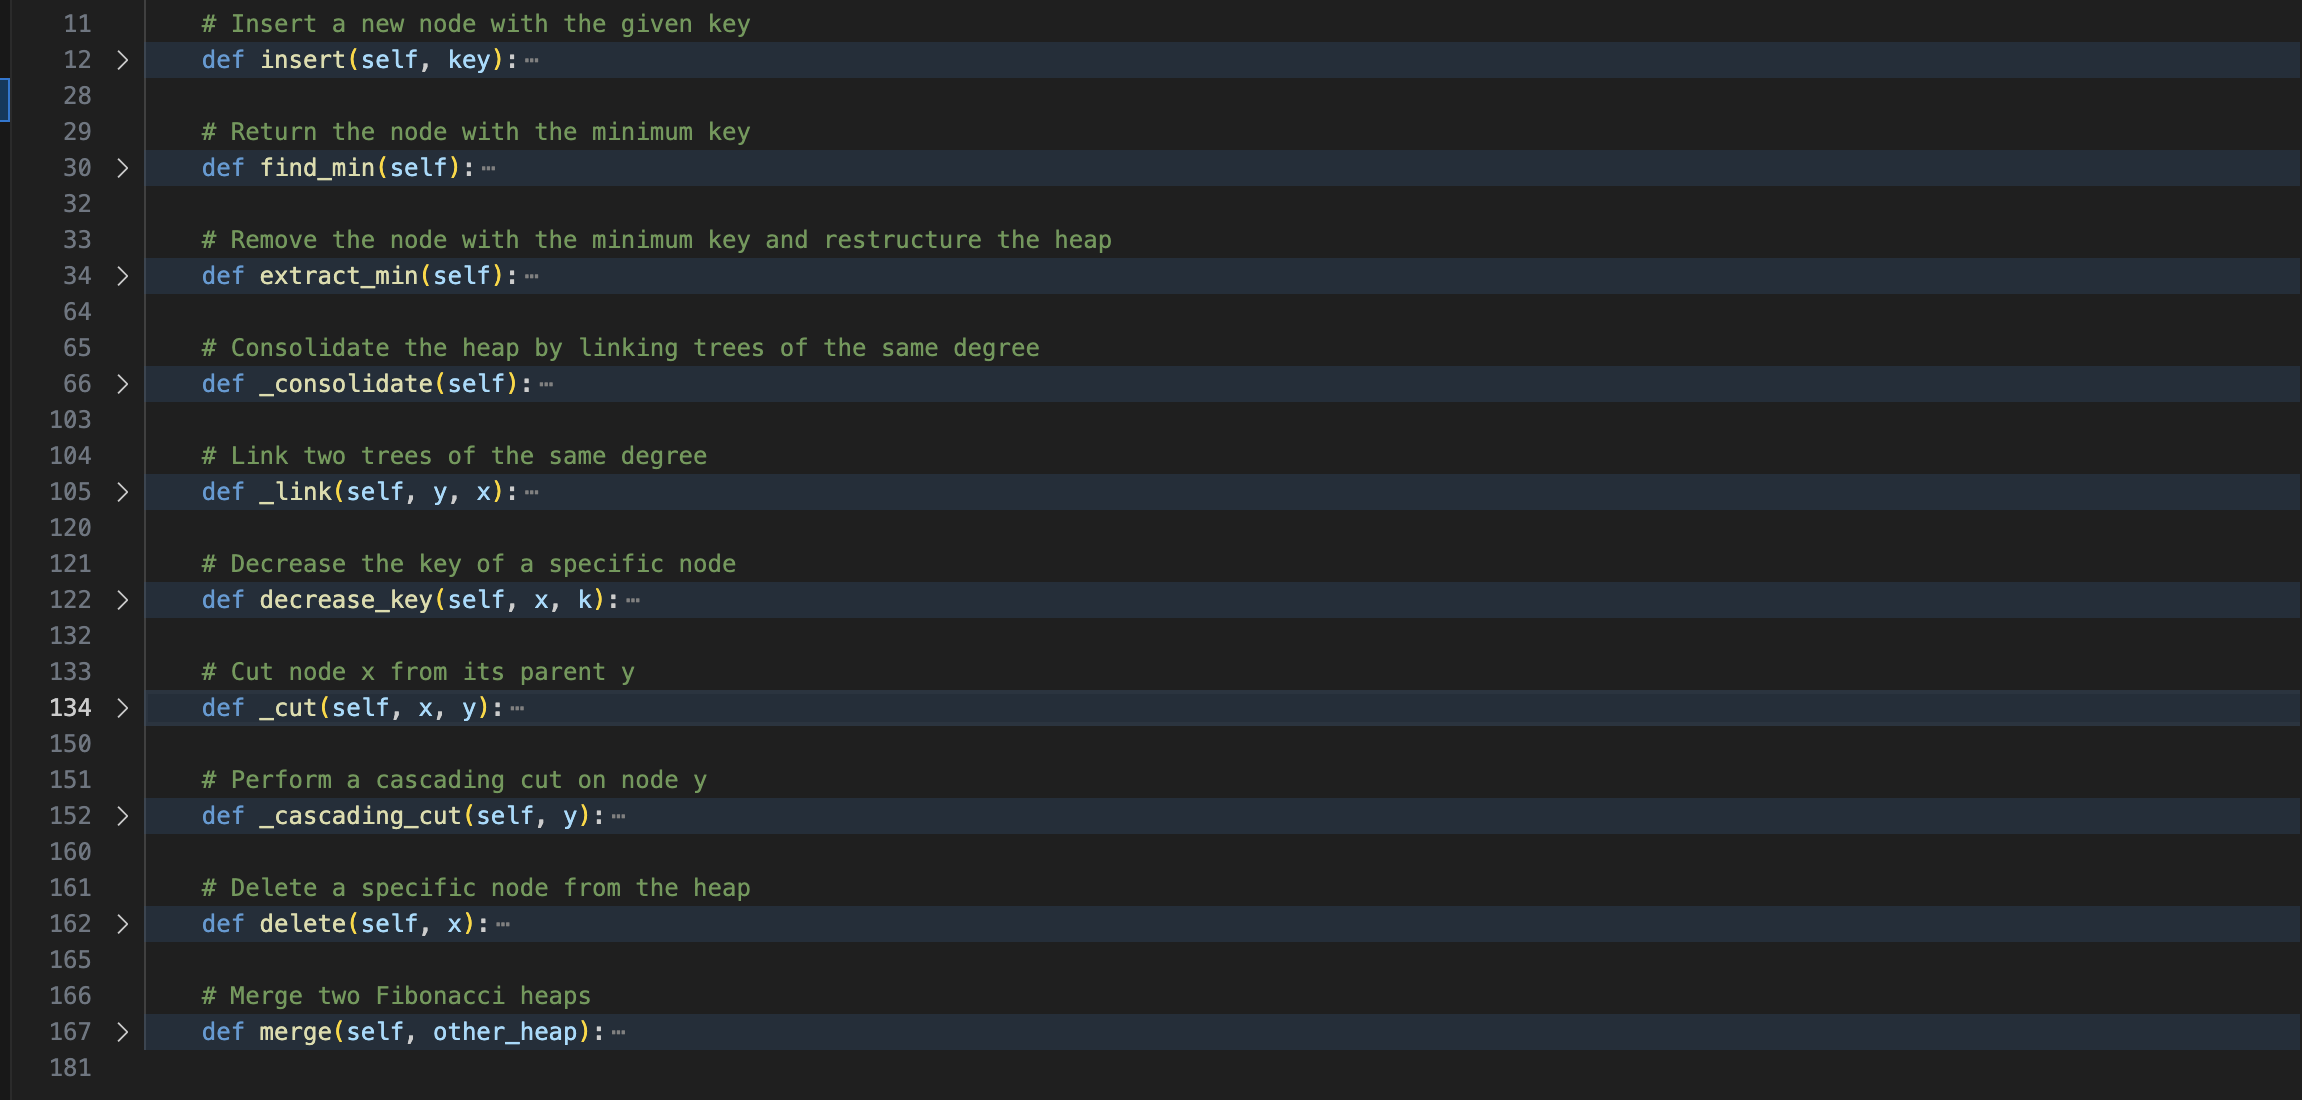 11 # Insert a new node with the given key
12 > def insert(self, key):⋯
28
29 # Return the node with the minimum key
30 > def find_min(self):⋯
32
33 # Remove the node with the minimum key and restructure the heap
34 > def extract_min(self):⋯
64
65 # Consolidate the heap by linking trees of the same degree
66 > def _consolidate(self):⋯
103
104 # Link two trees of the same degree
105 > def _link(self, y, x):⋯
120
121 # Decrease the key of a specific node
122 > def decrease_key(self, x, k):⋯
132
133 # Cut node x from its parent y
134 > def _cut(self, x, y):⋯
150
151 # Perform a cascading cut on node y
152 > def _cascading_cut(self, y):⋯
160
161 # Delete a specific node from the heap
162 > def delete(self, x):⋯
165
166 # Merge two Fibonacci heaps
167 > def merge(self, other_heap):⋯
181